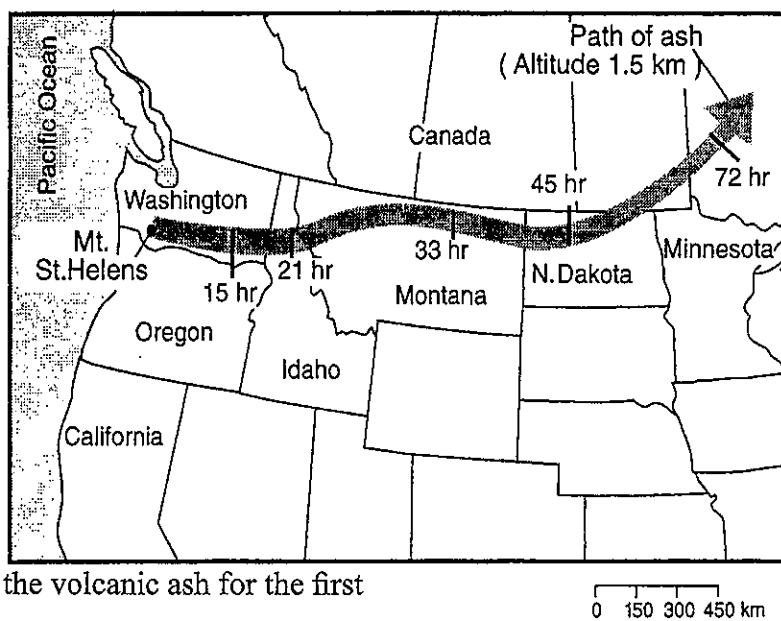 Path of ash
( Altitude 1.5 km )
Pacific Ocean
Canada
Washington
45 hr
72 hr
Mt.
St.Helens
33 hr
Minnesota
21 hr
N.Dakota
15 hr
Montana
Oregon
Idaho
California
the volcanic ash for the first
0 150 300 450 km